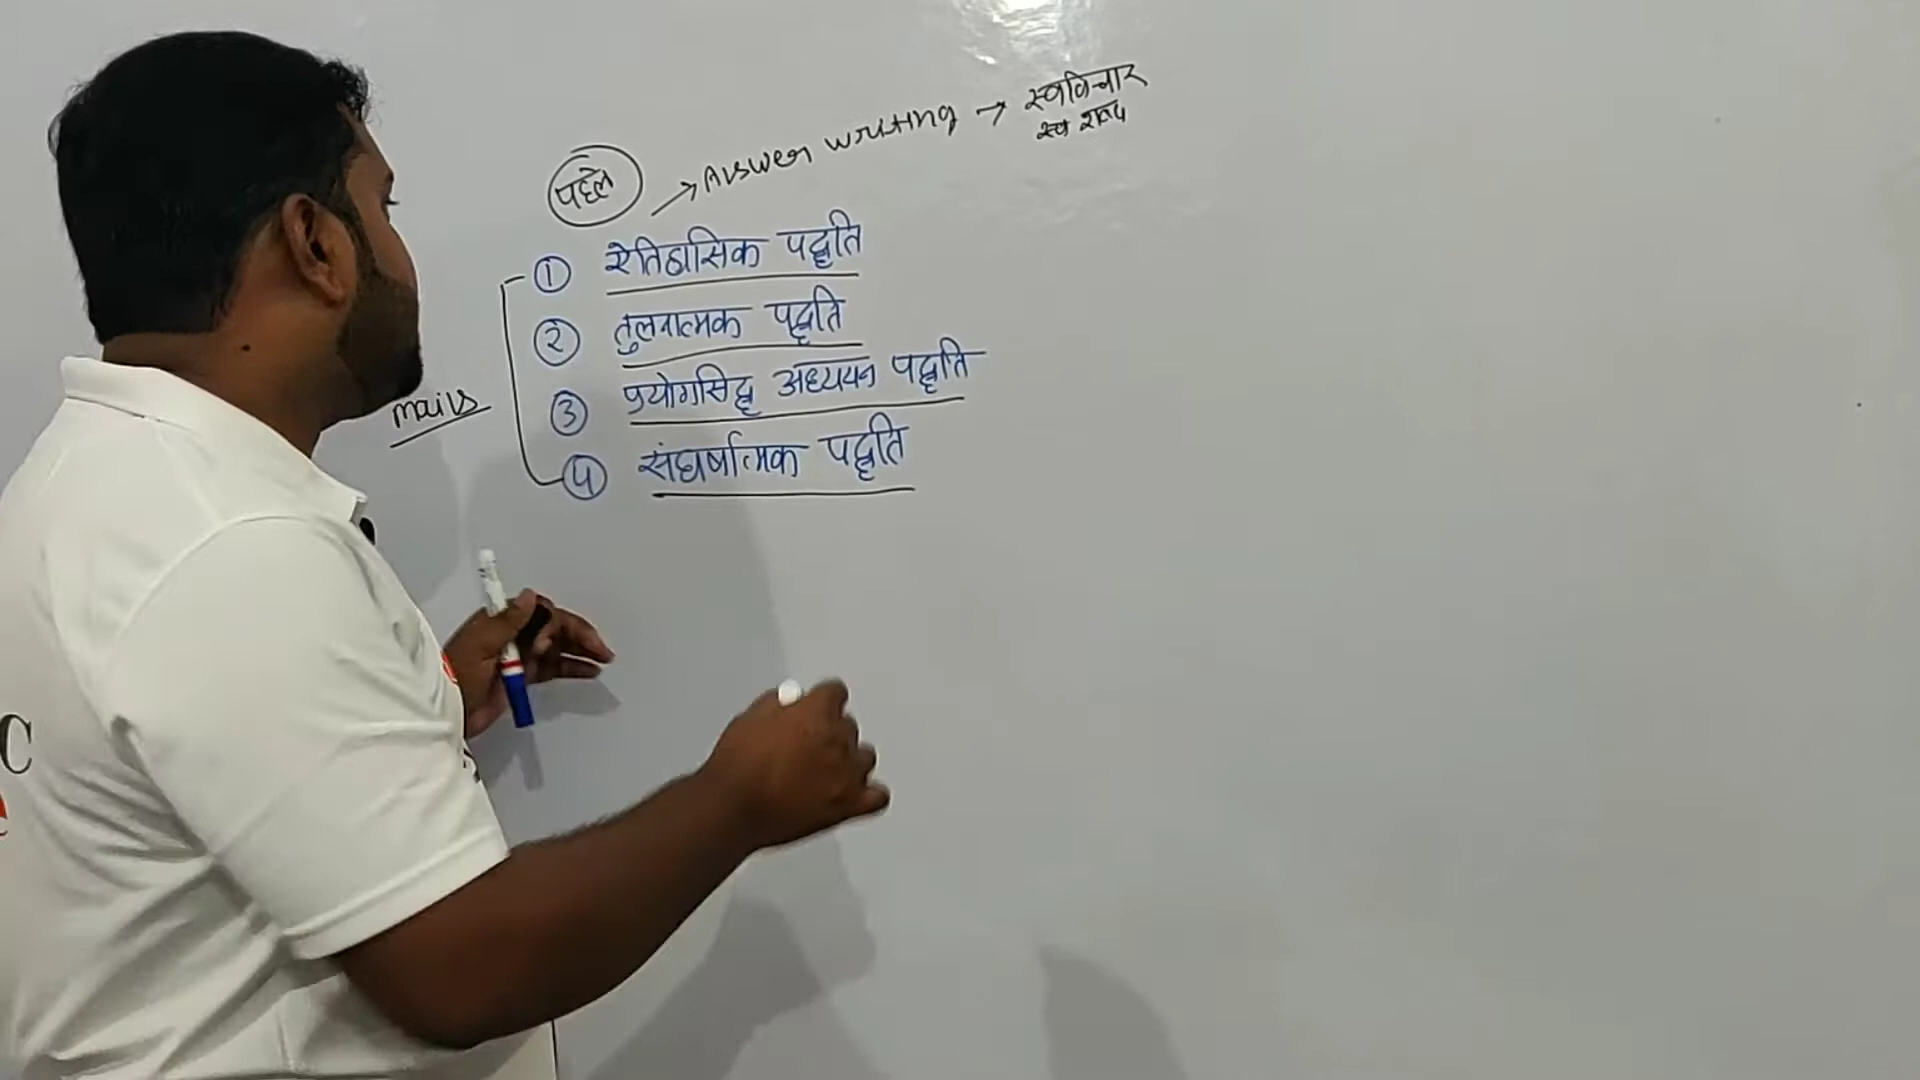 Answer writing → स्वविचार
स्व शब्द
पहेल
① ऐतिहासिक पद्धति
② तुलनात्मक पद्धति
③ प्रयोगसिद्ध अध्ययन पद्धति
④ संघर्षात्मक पद्धति
mains
C